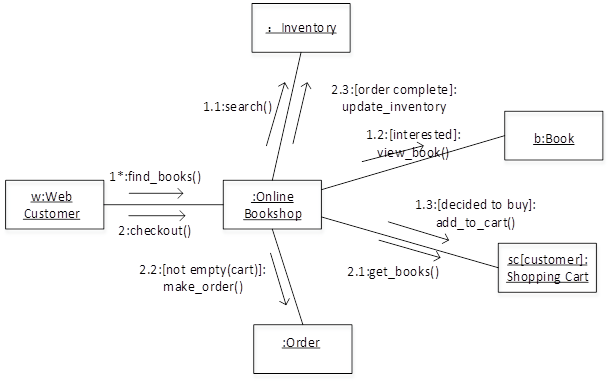 : Inventory
2.3:[order complete]:
update_inventory
1.1:search()
1.2:[interested]:
view_book()
b:Book
1*:find_books()
w:Web
Customer
2:checkout()
:Online
Bookshop
1.3:[decided to buy]:
add_to_cart()
2.2:[not empty(cart)]:
make_order()
2.1:get_books()
sc[customer]:
Shopping Cart
:Order